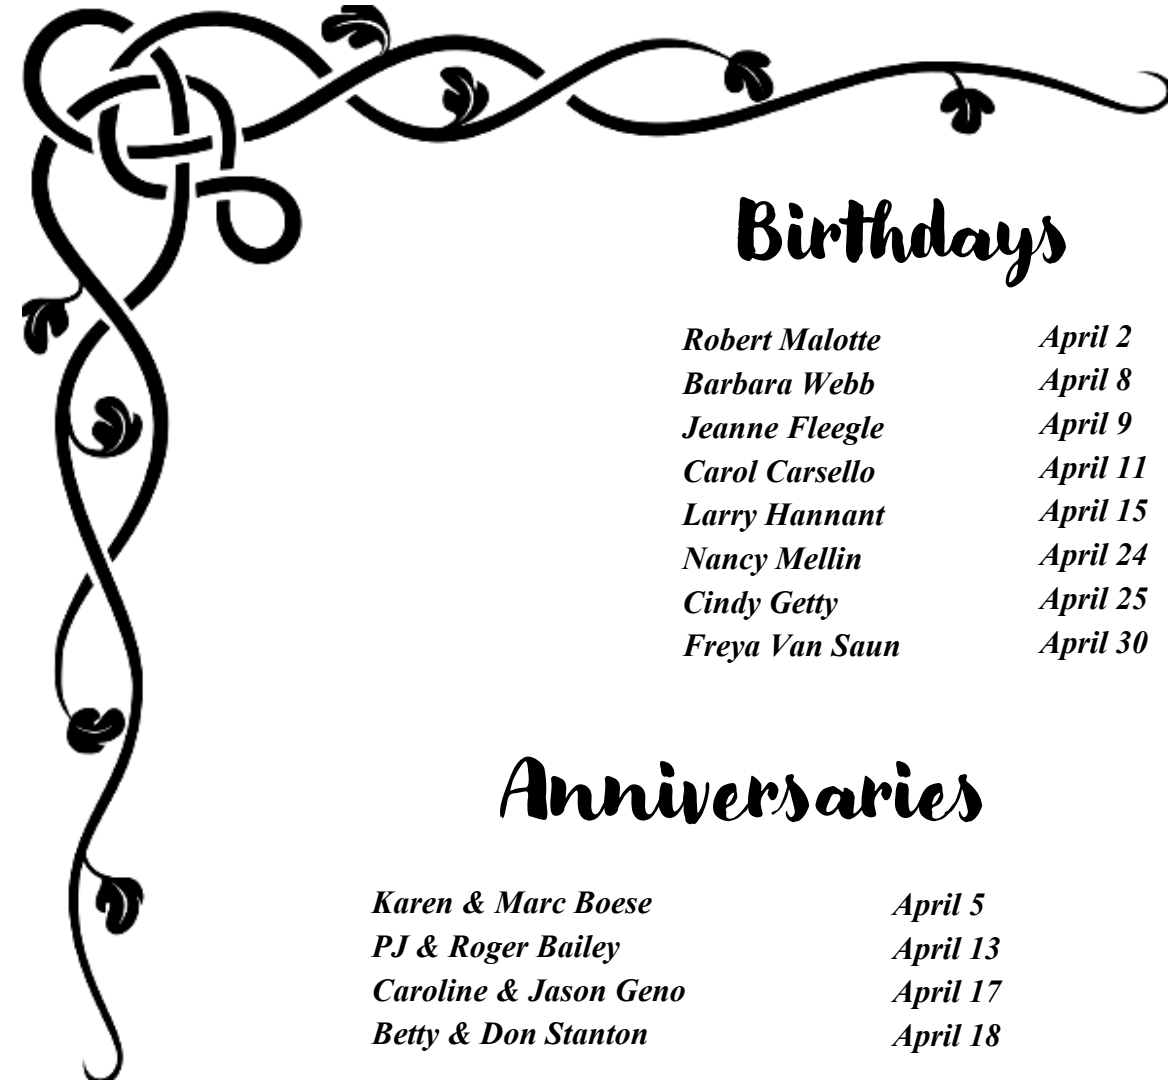 Birthdays
Robert Malotte April 2
Barbara Webb April 8
Jeanne Fleegle April 9
Carol Carsello April 11
Larry Hannant April 15
Nancy Mellin April 24
Cindy Getty April 25
Freya Van Saun April 30
Anniversaries
Karen & Marc Boese April 5
PJ & Roger Bailey April 13
Caroline & Jason Geno April 17
Betty & Don Stanton April 18